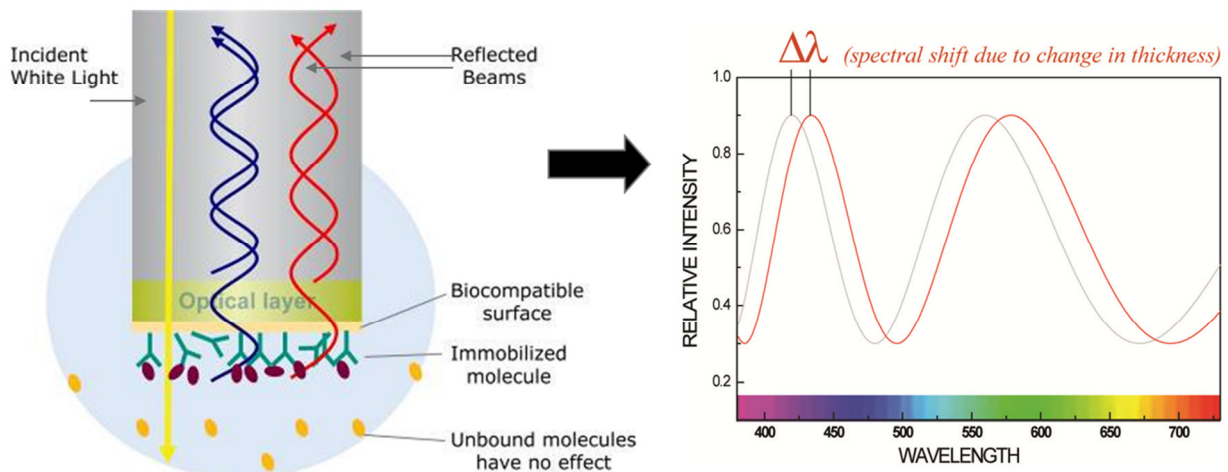 Incident
White Light
Reflected
Beams
Optical layer
Biocompatible
surface
Immobilized
molecule
Unbound molecules
have no effect
Δλ (spectral shift due to change in thickness)
RELATIVE INTENSITY
1.0
0.8
0.6
0.4
0.2
400 450 500 550 600 650 700
WAVELENGTH